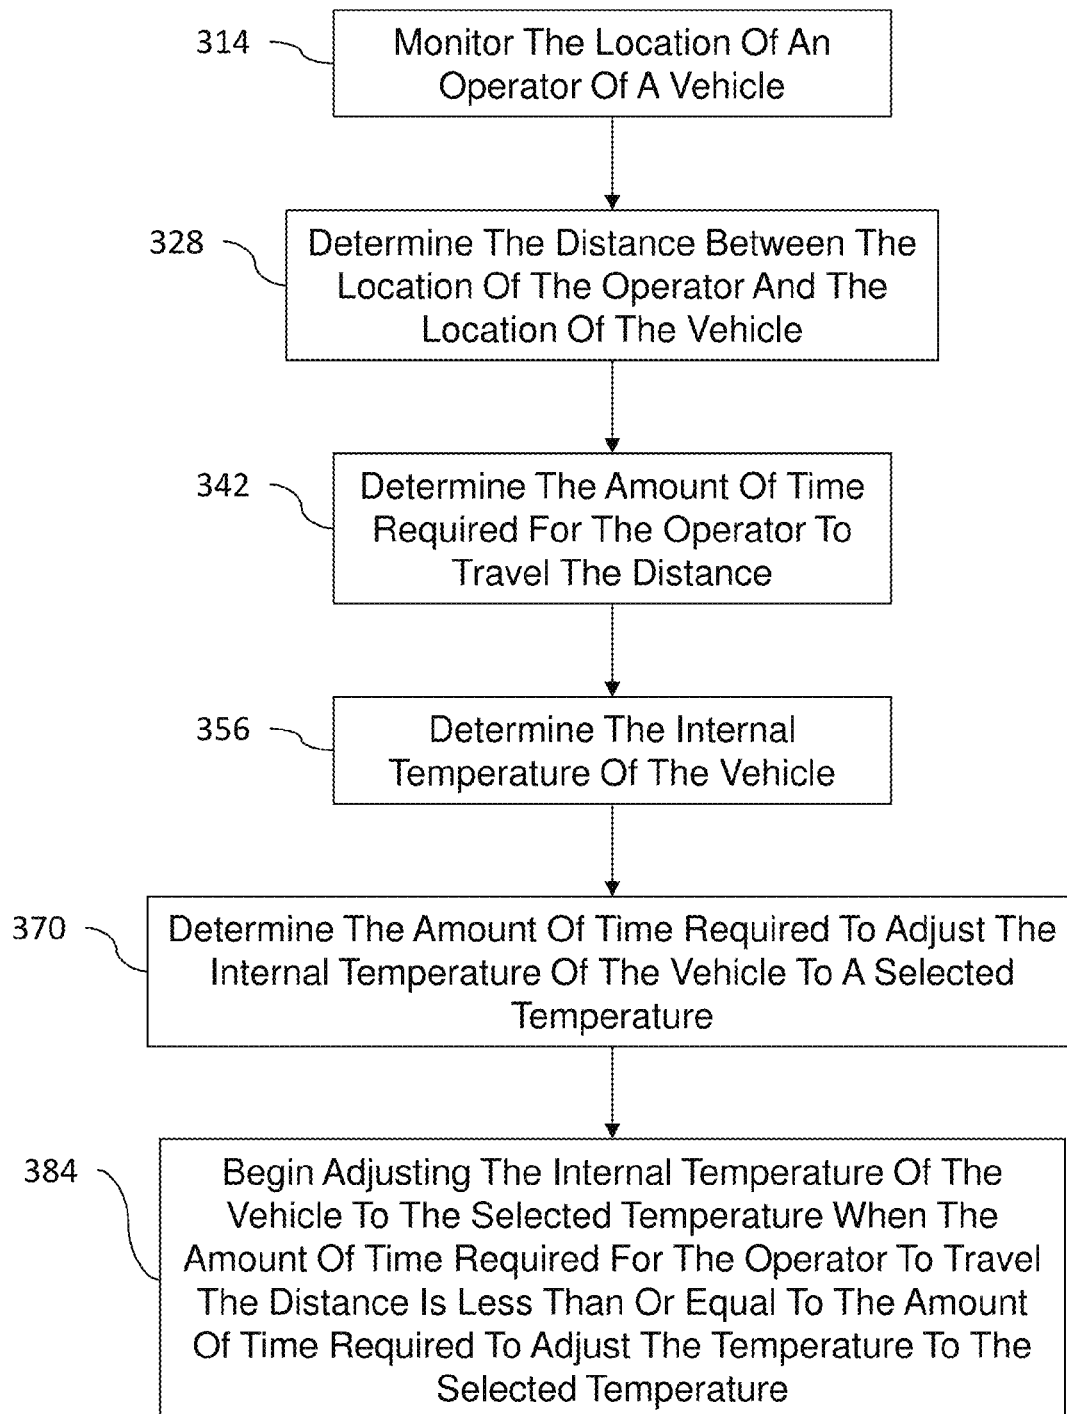 314
Monitor The Location Of An
Operator Of A Vehicle
328
Determine The Distance Between The
Location Of The Operator And The
Location Of The Vehicle
342
Determine The Amount Of Time
Required For The Operator To
Travel The Distance
356
Determine The Internal
Temperature Of The Vehicle
370
Determine The Amount Of Time Required To Adjust The
Internal Temperature Of The Vehicle To A Selected
Temperature
384
Begin Adjusting The Internal Temperature Of The
Vehicle To The Selected Temperature When The
Amount Of Time Required For The Operator To Travel
The Distance Is Less Than Or Equal To The Amount
Of Time Required To Adjust The Temperature To The
Selected Temperature